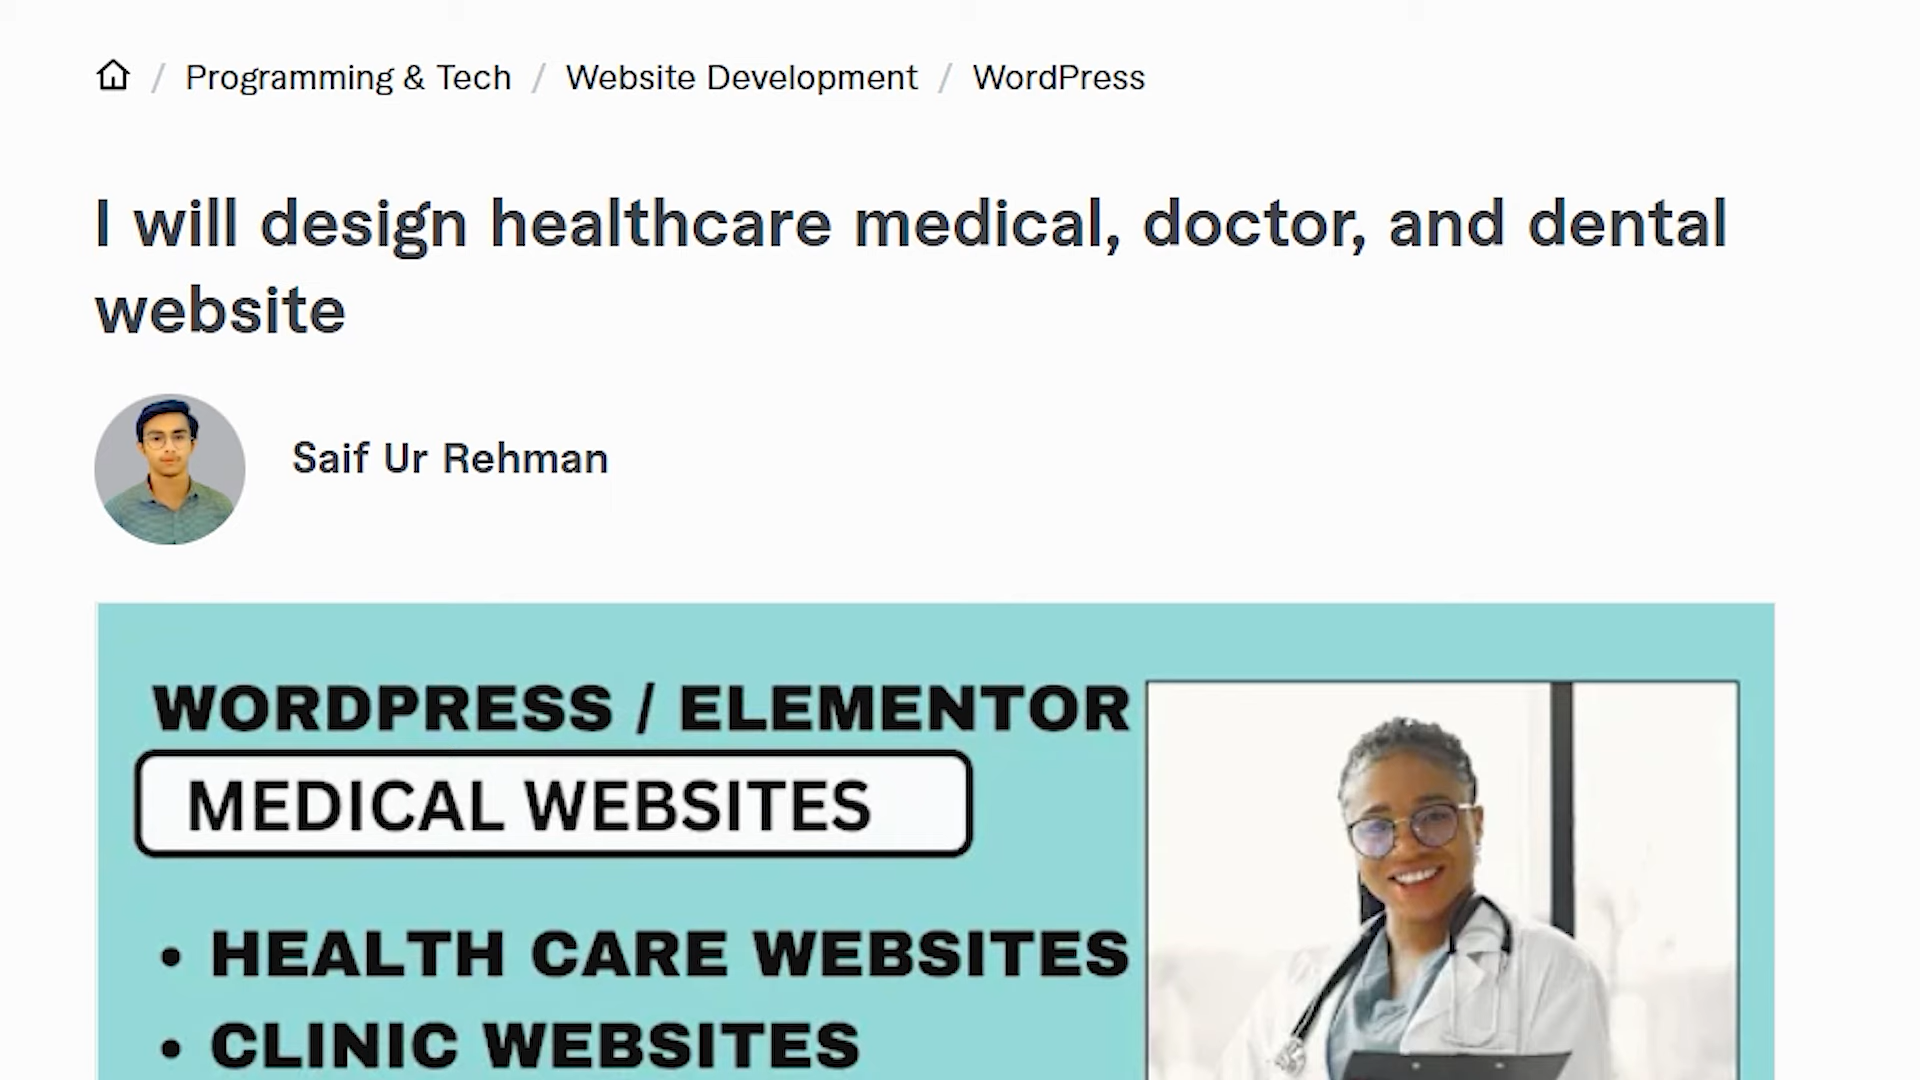 / Programming & Tech / Website Development / WordPress
I will design healthcare medical, doctor, and dental
website
Saif Ur Rehman
WORDPRESS / ELEMENTOR
MEDICAL WEBSITES
• HEALTH CARE WEBSITES
• CLINIC WEBSITES